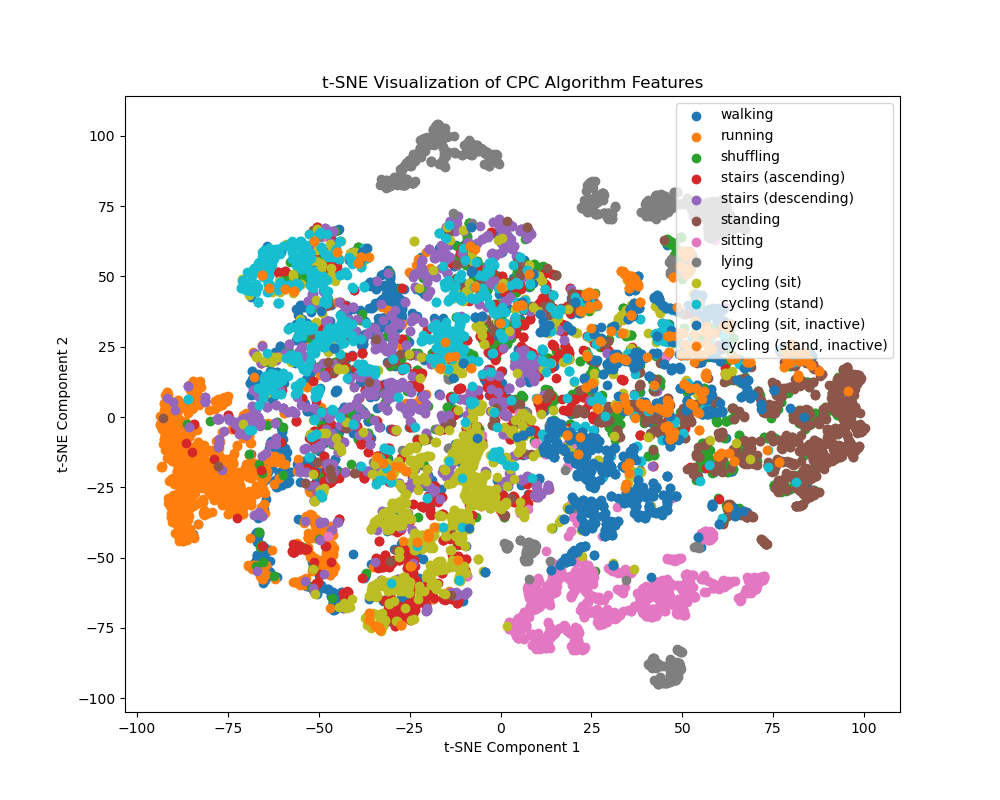 t-SNE Visualization of CPC Algorithm Features
walking
running
shuffling
stairs (ascending)
stairs (descending)
standing
sitting
lying
cycling (sit)
cycling (stand)
cycling (sit, inactive)
cycling (stand, inactive)
t-SNE Component 2
100
75
50
25
0
−25
−50
−75
−100
−100 −75 −50 −25 0 25 50 75 100
t-SNE Component 1